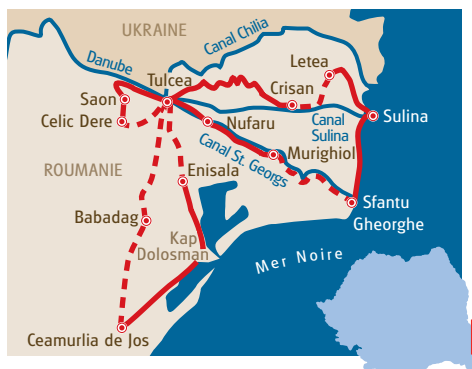 UKRAINE
Canal Chilia
Danube
Letea
Tulcea
Crisan
Saon
Canal
Sulina
Sulina
Celic Dere
Nufaru
Canal St. Georgs
Murighiol
ROUMANIE
Enisala
Sfantu
Gheorghe
Babadag
Kap
Dolosman
Mer Noire
Ceamurlia de Jos